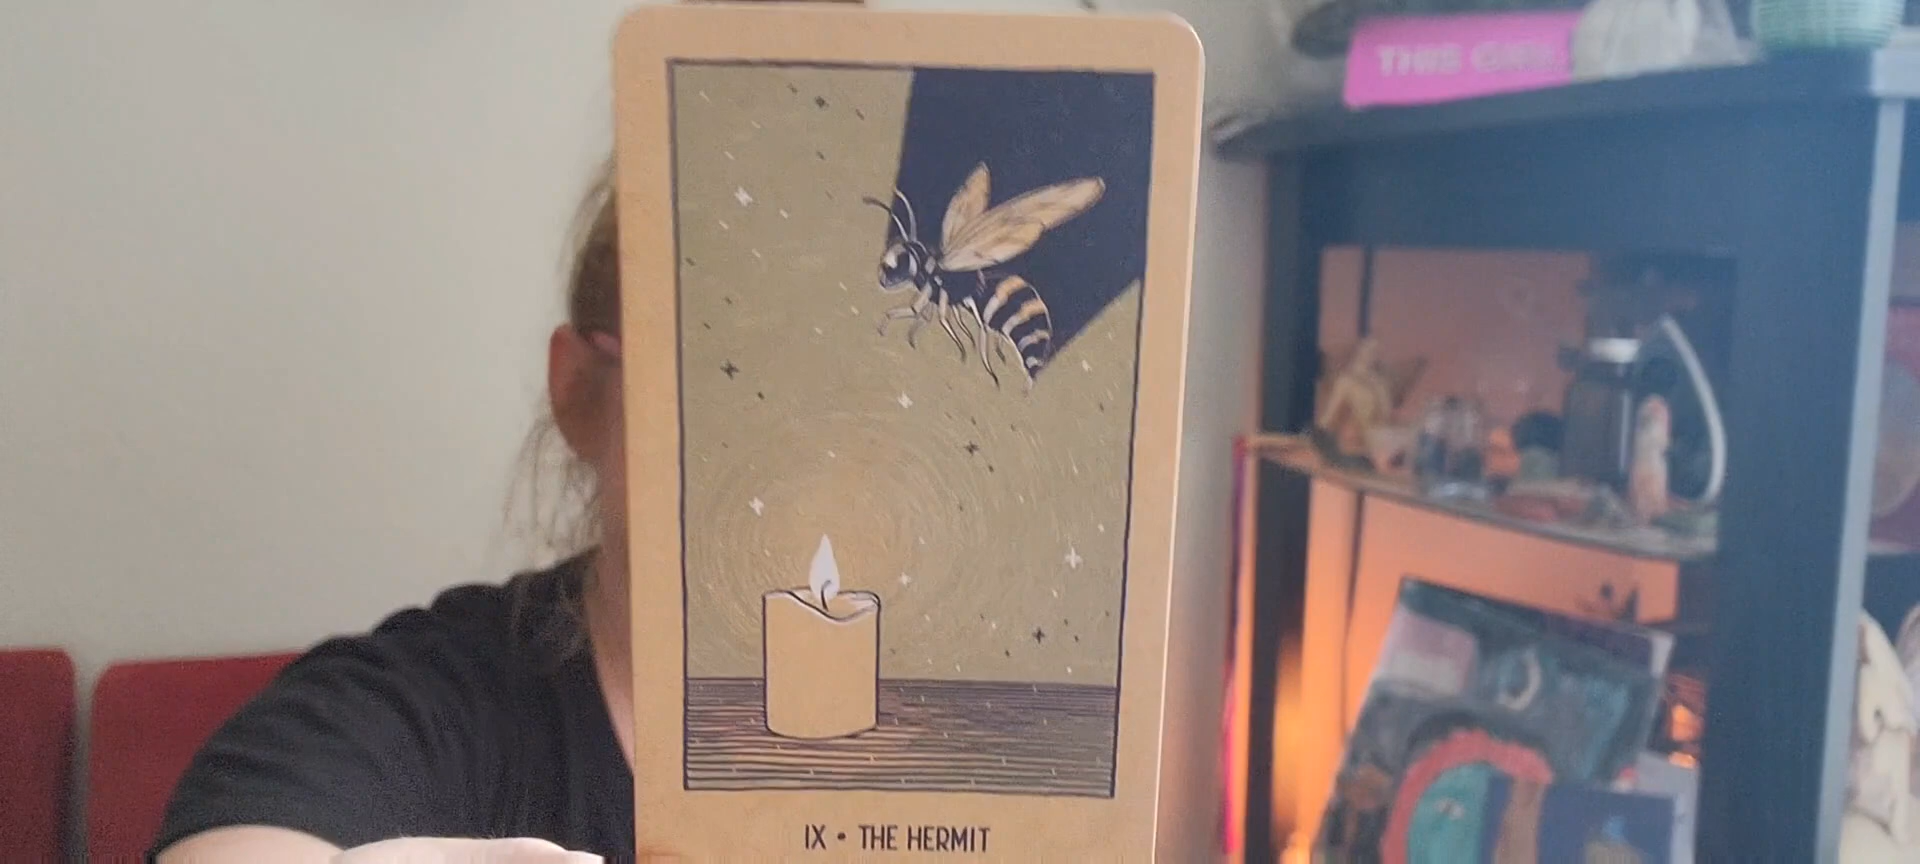 THIS GIRL
IX • THE HERMIT